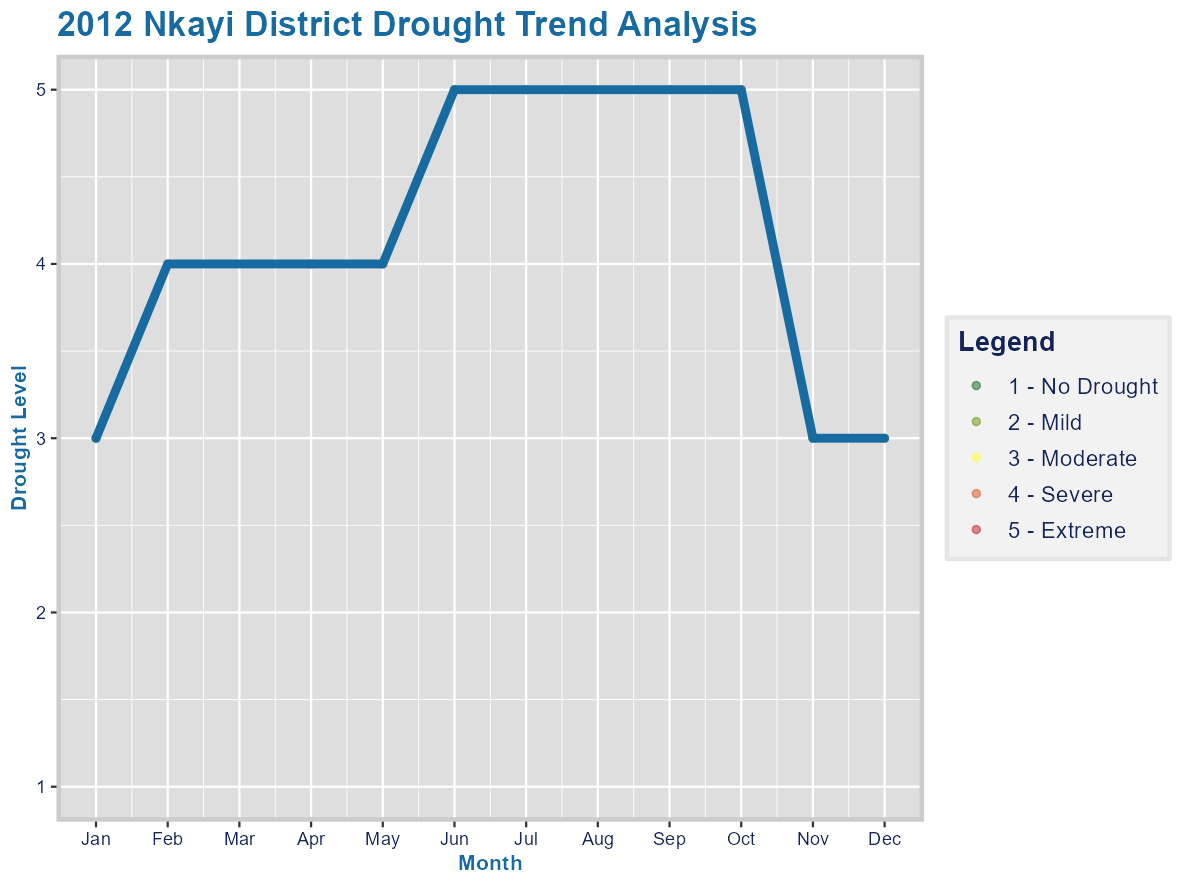 2012 Nkayi District Drought Trend Analysis
Drought Level
5
4
3
2
1
Jan Feb Mar Apr May Jun Jul Aug Sep Oct Nov Dec
Month
Legend
1 - No Drought
2 - Mild
3 - Moderate
4 - Severe
5 - Extreme